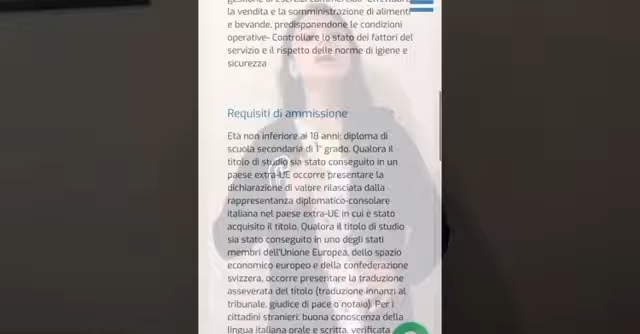 la vendita e la somministrazione di alimenti
e bevande, predisponendone le condizioni
operative- Controllare lo stato dei fattori del
servizio e il rispetto delle norme di igiene e
sicurezza
Requisiti di ammissione
Età non inferiore ai 18 anni; diploma di
scuola secondaria di 1° grado. Qualora il
titolo di studio sia stato conseguito in un
paese extra-UE occorre presentare la
dichiarazione di valore rilasciata dalla
rappresentanza diplomatico-consolare
italiana nel paese extra-UE in cui è stato
acquisito il titolo. Qualora il titolo di studio
sia stato conseguito in uno degli stati
membri dell'Unione Europea, dello spazio
economico europeo e della confederazione
svizzera, occorre presentare la traduzione
asseverata del titolo (traduzione innanzi al
tribunale, giudice di pace o notaio). Per i
cittadini stranieri: buona conoscenza della
lingua italiana orale e scritta, verificata